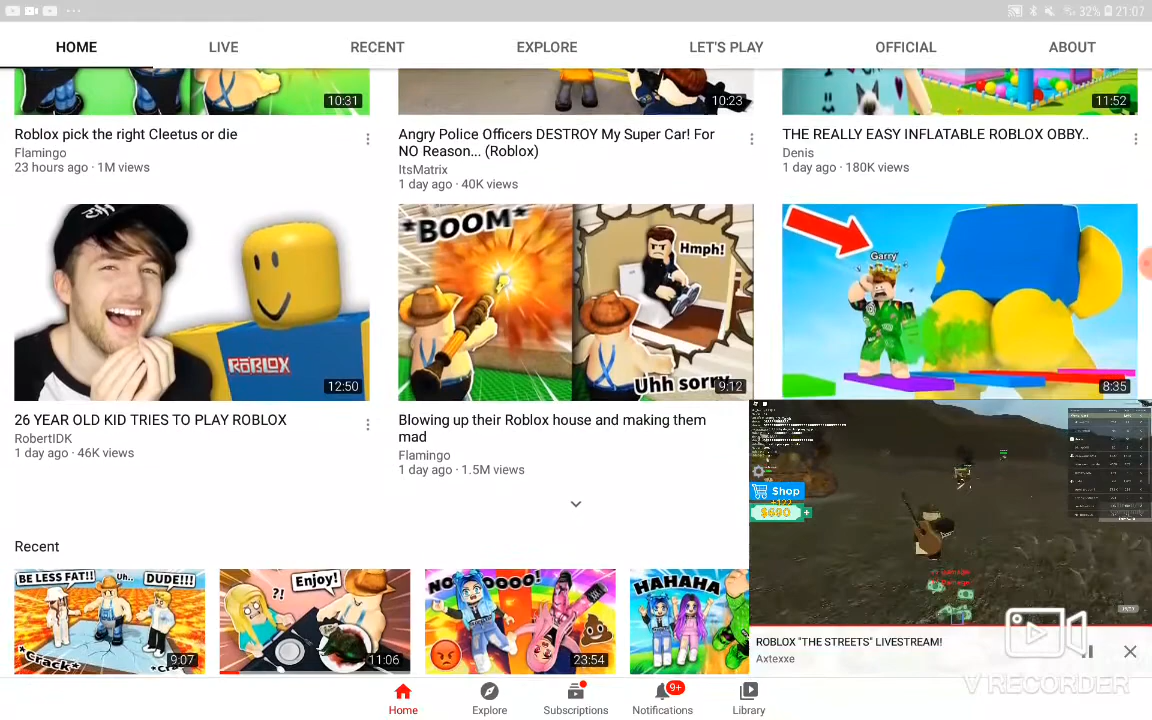 32% 21:07
HOME LIVE RECENT EXPLORE LET'S PLAY OFFICIAL ABOUT
10:31
10:23
11:52
Roblox pick the right Cleetus or die
Flamingo
23 hours ago · 1M views
Angry Police Officers DESTROY My Super Car! For
NO Reason... (Roblox)
ItsMatrix
1 day ago · 40K views
THE REALLY EASY INFLATABLE ROBLOX OBBY..
Denis
1 day ago · 180K views
ROBLOX
12:50
*BOOM*
Hmph!
Uhh sorry
9:12
Garry
8:35
26 YEAR OLD KID TRIES TO PLAY ROBLOX
RobertIDK
1 day ago · 46K views
Blowing up their Roblox house and making them
mad
Flamingo
1 day ago · 1.5M views
Shop
+122
$690 +
ROBLOX "THE STREETS" LIVESTREAM!
Axtexxe
Recent
BE LESS FAT!!
Uh..
DUDE!!!
*Crack*
9:07
?!
Enjoy!
11:06
23:54
HAHAHA
Home
Explore
Subscriptions
9+
Notifications
Library
V RECORDER